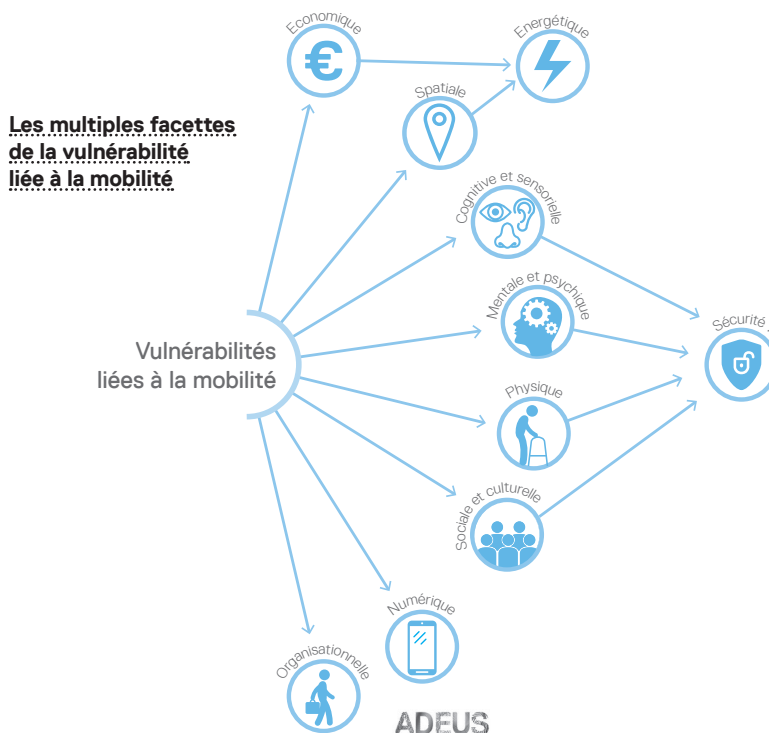 Economique
€
Energétique
Spatiale
Les multiples facettes
de la vulnérabilité
liée à la mobilité
Cognitive et sensorielle
Mentale et psychique
Sécurité
Vulnérabilités
liées à la mobilité
Physique
Sociale et culturelle
Numérique
Organisationnelle
ADEUS